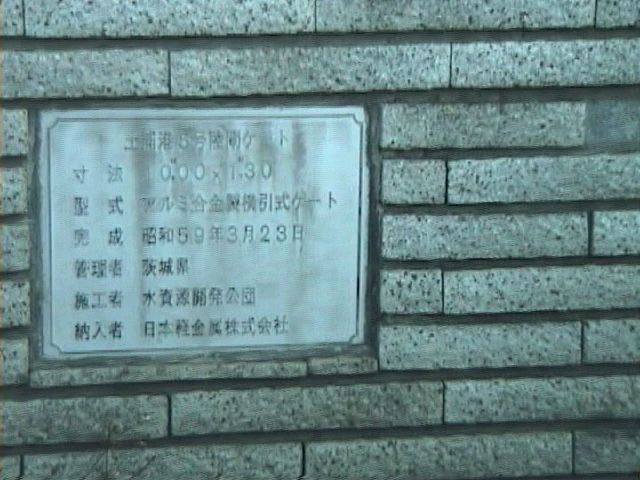 土浦港5号陸閘ゲート
寸法 10.00×1.30
型式 アルミ合金製横引式ゲート
完成 昭和59年3月23日
管理者 茨城県
施工者 水資源開発公団
納入者 日本軽金属株式会社